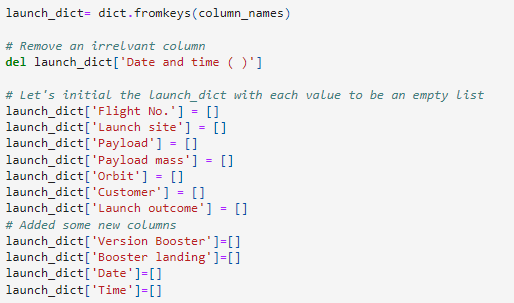 launch_dict= dict.fromkeys(column_names)
# Remove an irrelvant column
del launch_dict['Date and time ( )']
# Let's initial the launch_dict with each value to be an empty list
launch_dict['Flight No.'] = []
launch_dict['Launch site'] = []
launch_dict['Payload'] = []
launch_dict['Payload mass'] = []
launch_dict['Orbit'] = []
launch_dict['Customer'] = []
launch_dict['Launch outcome'] = []
# Added some new columns
launch_dict['Version Booster']=[]
launch_dict['Booster landing']=[]
launch_dict['Date']=[]
launch_dict['Time']=[]